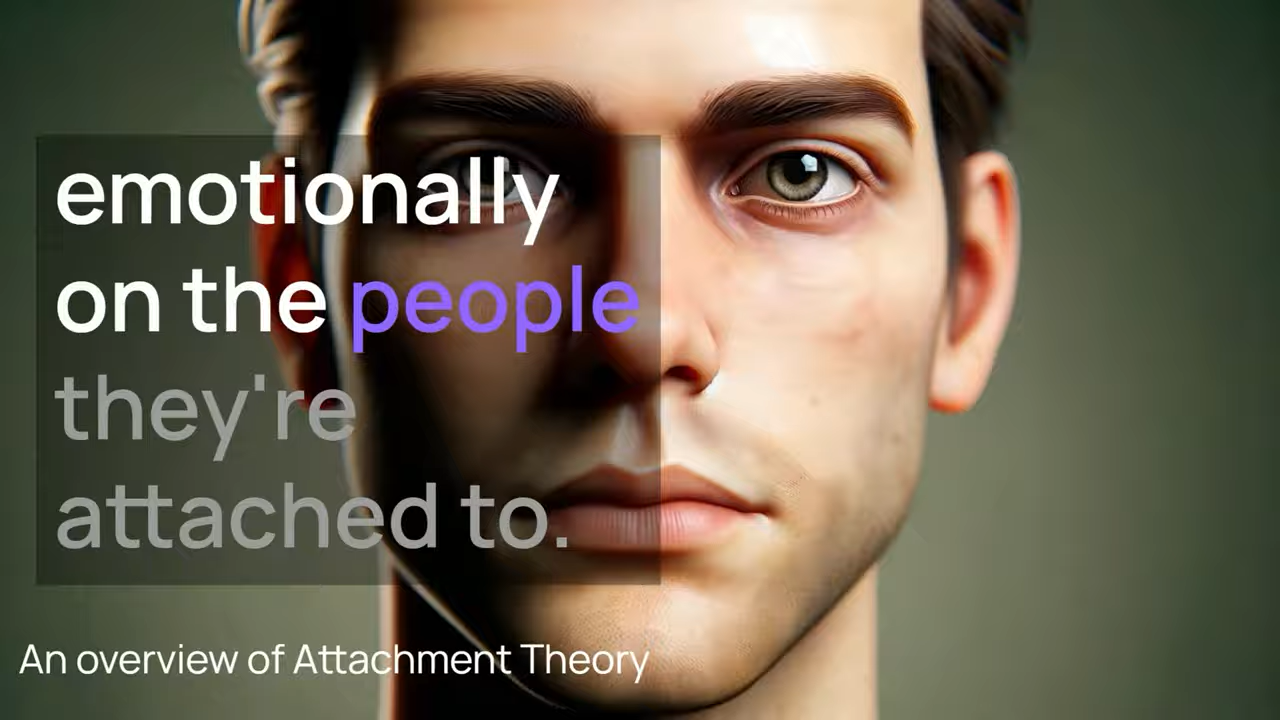 emotionally
on the people
they're
attached to.
An overview of Attachment Theory